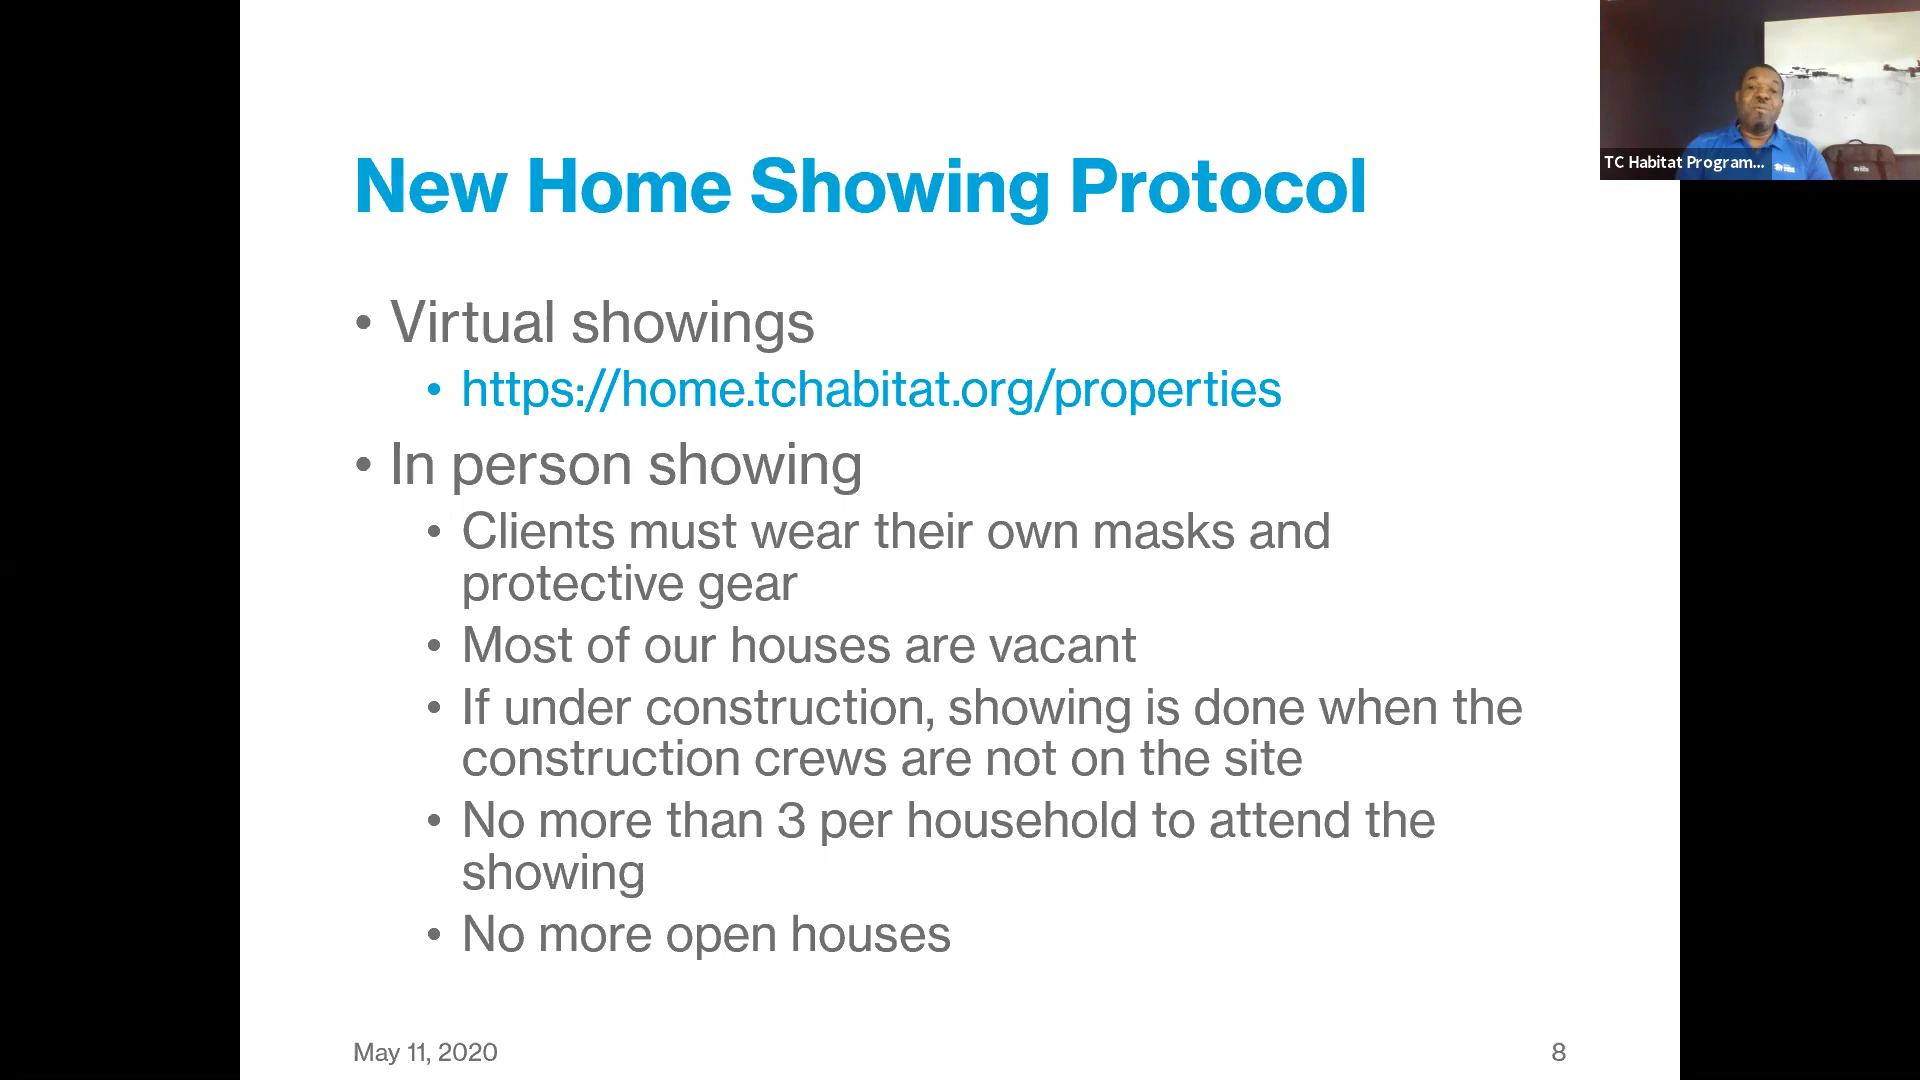 New Home Showing Protocol
TC Habitat Program...
• Virtual showings
• https://home.tchabitat.org/properties
• In person showing
• Clients must wear their own masks and
protective gear
• Most of our houses are vacant
• If under construction, showing is done when the
construction crews are not on the site
• No more than 3 per household to attend the
showing
• No more open houses
May 11, 2020
8